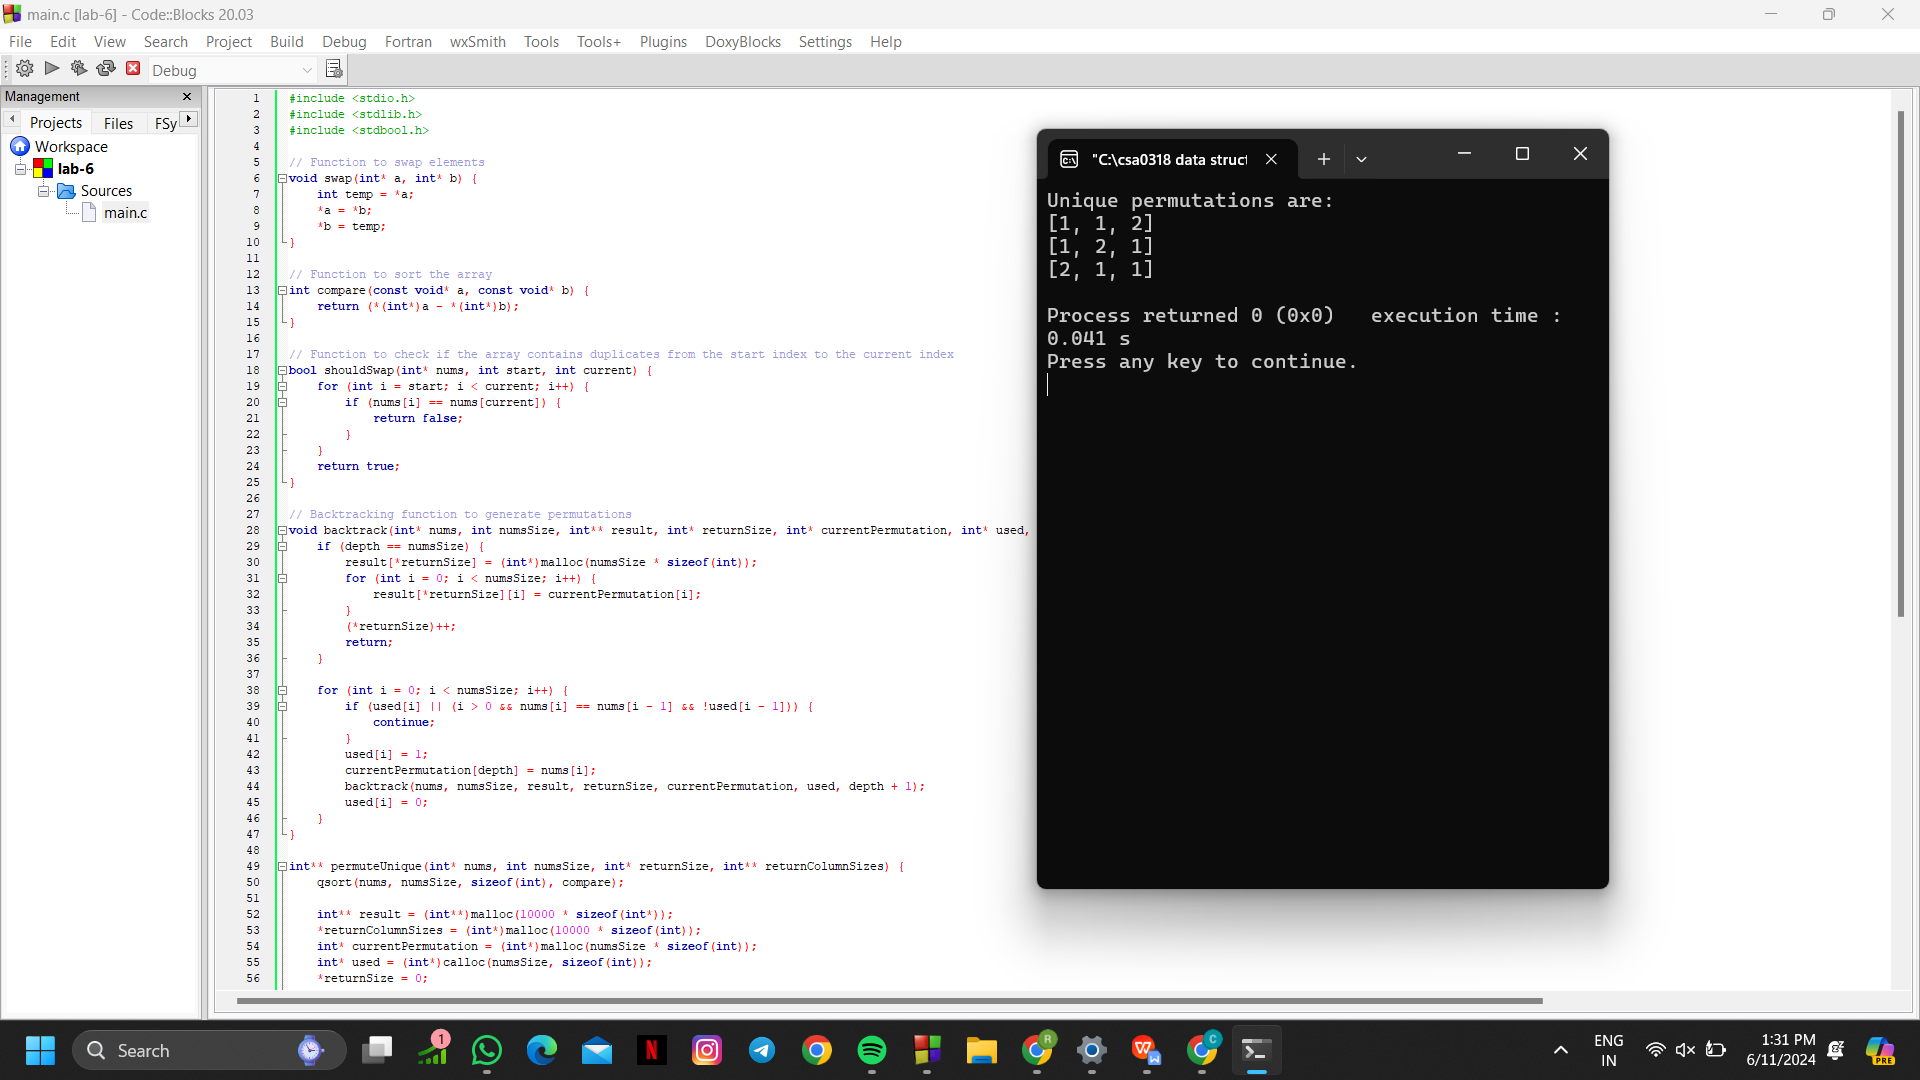 main.c [lab-6] - Code::Blocks 20.03
File Edit View Search Project Build Debug Fortran wxSmith Tools Tools+ Plugins DoxyBlocks Settings Help
Debug
Management
Projects Files FSy
Workspace
lab-6
Sources
main.c
1 #include <stdio.h>
2 #include <stdlib.h>
3 #include <stdbool.h>
4
5 // Function to swap elements
6 void swap(int* a, int* b) {
7 int temp = *a;
8 *a = *b;
9 *b = temp;
10 }
11
12 // Function to sort the array
13 int compare(const void* a, const void* b) {
14 return (*(int*)a - *(int*)b);
15 }
16
17 // Function to check if the array contains duplicates from the start index to the current index
18 bool shouldSwap(int* nums, int start, int current) {
19 for (int i = start; i < current; i++) {
20 if (nums[i] == nums[current]) {
21 return false;
22 }
23 }
24 return true;
25 }
26
27 // Backtracking function to generate permutations
28 void backtrack(int* nums, int numsSize, int** result, int* returnSize, int* currentPermutation, int* used,
29 if (depth == numsSize) {
30 result[*returnSize] = (int*)malloc(numsSize * sizeof(int));
31 for (int i = 0; i < numsSize; i++) {
32 result[*returnSize][i] = currentPermutation[i];
33 }
34 (*returnSize)++;
35 return;
36 }
37
38 for (int i = 0; i < numsSize; i++) {
39 if (used[i] || (i > 0 && nums[i] == nums[i - 1] && !used[i - 1])) {
40 continue;
41 }
42 used[i] = 1;
43 currentPermutation[depth] = nums[i];
44 backtrack(nums, numsSize, result, returnSize, currentPermutation, used, depth + 1);
45 used[i] = 0;
46 }
47 }
48
49 int** permuteUnique(int* nums, int numsSize, int* returnSize, int** returnColumnSizes) {
50 qsort(nums, numsSize, sizeof(int), compare);
51
52 int** result = (int**)malloc(10000 * sizeof(int*));
53 *returnColumnSizes = (int*)malloc(10000 * sizeof(int));
54 int* currentPermutation = (int*)malloc(numsSize * sizeof(int));
55 int* used = (int*)calloc(numsSize, sizeof(int));
56 *returnSize = 0;
"C:\csa0318 data struct
Unique permutations are:
[1, 1, 2]
[1, 2, 1]
[2, 1, 1]
Process returned 0 (0x0) execution time :
0.041 s
Press any key to continue.
Search
1
R
W
C
ENG
IN
1:31 PM
6/11/2024
PRE